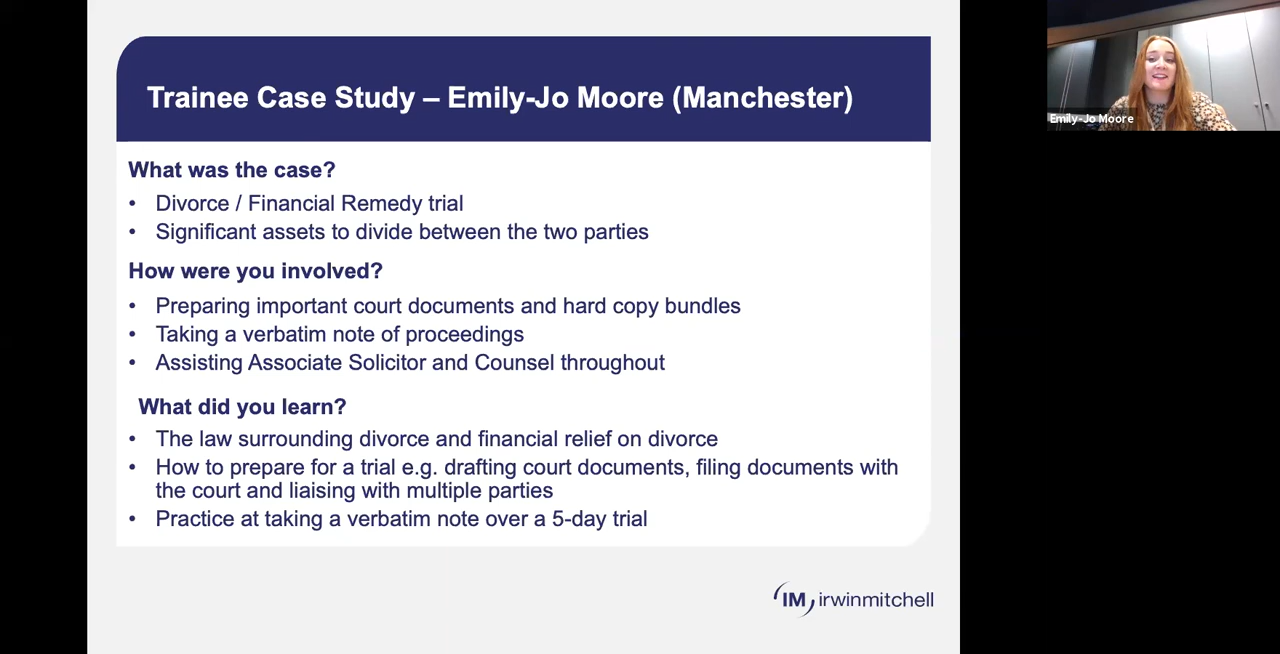 Trainee Case Study – Emily-Jo Moore (Manchester)
Emily-Jo Moore
What was the case?
• Divorce / Financial Remedy trial
• Significant assets to divide between the two parties
How were you involved?
• Preparing important court documents and hard copy bundles
• Taking a verbatim note of proceedings
• Assisting Associate Solicitor and Counsel throughout
What did you learn?
• The law surrounding divorce and financial relief on divorce
• How to prepare for a trial e.g. drafting court documents, filing documents with
the court and liaising with multiple parties
• Practice at taking a verbatim note over a 5-day trial
IM irwinmitchell